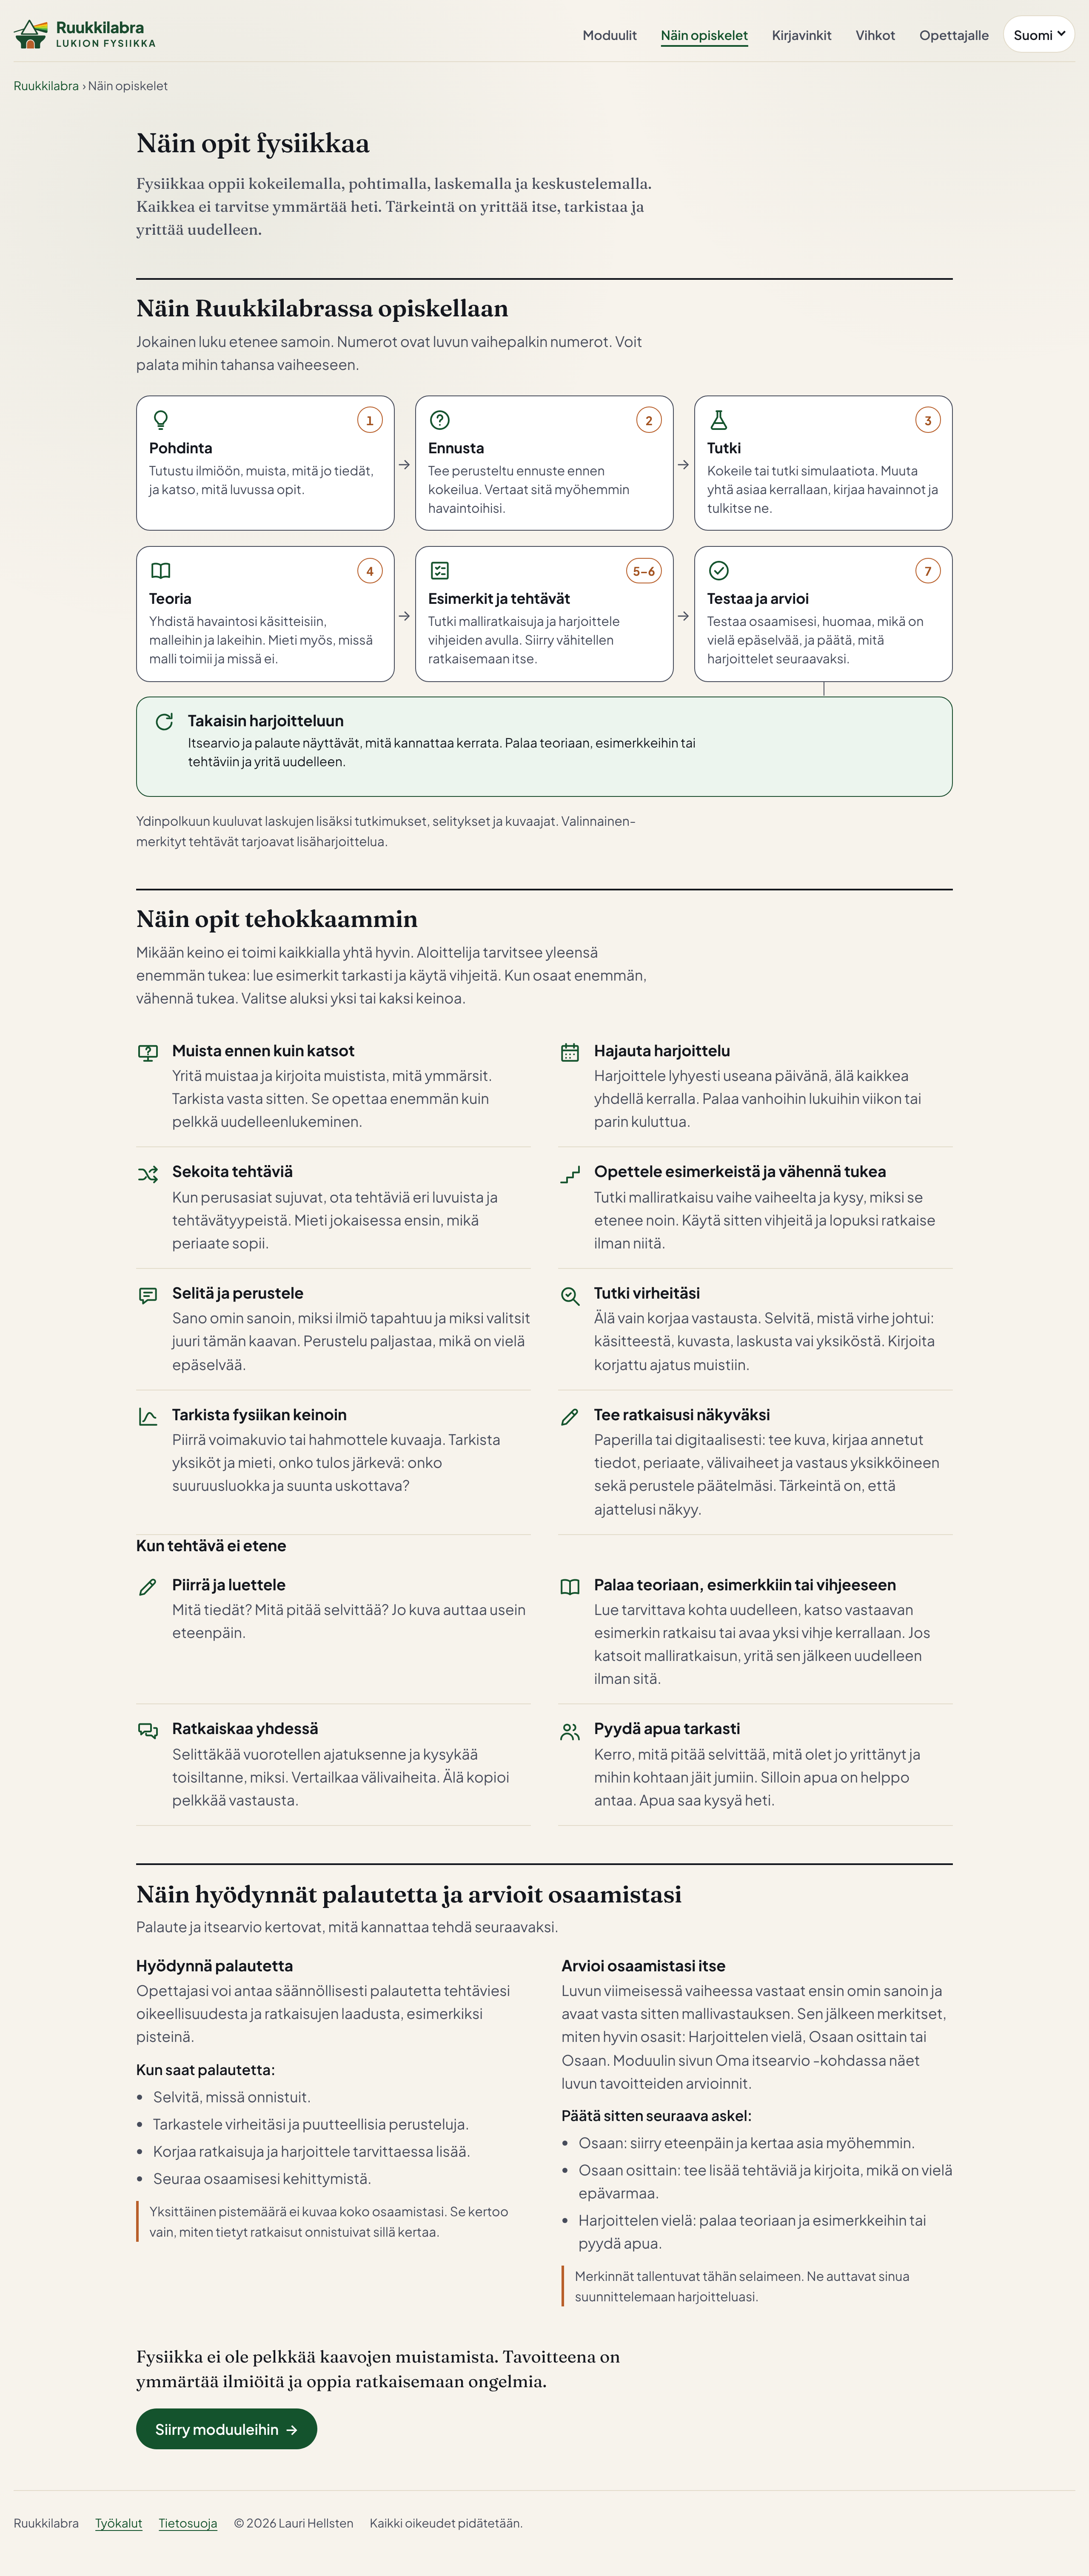 Ruukkilabra
LUKION FYSIIKKA
Moduulit
Näin opiskelet
Kirjavinkit
Vihkot
Opettajalle
Suomi
Ruukkilabra › Näin opiskelet
Näin opit fysiikkaa
Fysiikkaa oppii kokeilemalla, pohtimalla, laskemalla ja keskustelemalla.
Kaikkea ei tarvitse ymmärtää heti. Tärkeintä on yrittää itse, tarkistaa ja
yrittää uudelleen.
Näin Ruukkilabrassa opiskellaan
Jokainen luku etenee samoin. Numerot ovat luvun vaihepalkin numerot. Voit
palata mihin tahansa vaiheeseen.
1
Pohdinta
Tutustu ilmiöön, muista, mitä jo tiedät,
ja katso, mitä luvussa opit.
→
2
Ennusta
Tee perusteltu ennuste ennen
kokeilua. Vertaat sitä myöhemmin
havaintoihisi.
→
3
Tutki
Kokeile tai tutki simulaatiota. Muuta
yhtä asiaa kerrallaan, kirjaa havainnot ja
tulkitse ne.
4
Teoria
Yhdistä havaintosi käsitteisiin,
malleihin ja lakeihin. Mieti myös, missä
malli toimii ja missä ei.
→
5–6
Esimerkit ja tehtävät
Tutki malliratkaisuja ja harjoittele
vihjeiden avulla. Siirry vähitellen
ratkaisemaan itse.
→
7
Testaa ja arvioi
Testaa osaamisesi, huomaa, mikä on
vielä epäselvää, ja päätä, mitä
harjoittelet seuraavaksi.
Takaisin harjoitteluun
Itsearvio ja palaute näyttävät, mitä kannattaa kerrata. Palaa teoriaan, esimerkkeihin tai
tehtäviin ja yritä uudelleen.
Ydinpolkuun kuuluvat laskujen lisäksi tutkimukset, selitykset ja kuvaajat. Valinnainen-
merkityt tehtävät tarjoavat lisäharjoittelua.
Näin opit tehokkaammin
Mikään keino ei toimi kaikkialla yhtä hyvin. Aloittelija tarvitsee yleensä
enemmän tukea: lue esimerkit tarkasti ja käytä vihjeitä. Kun osaat enemmän,
vähennä tukea. Valitse aluksi yksi tai kaksi keinoa.
Muista ennen kuin katsot
Yritä muistaa ja kirjoita muistista, mitä ymmärsit.
Tarkista vasta sitten. Se opettaa enemmän kuin
pelkkä uudelleenlukeminen.
Hajauta harjoittelu
Harjoittele lyhyesti useana päivänä, älä kaikkea
yhdellä kerralla. Palaa vanhoihin lukuihin viikon tai
parin kuluttua.
Sekoita tehtäviä
Kun perusasiat sujuvat, ota tehtäviä eri luvuista ja
tehtävätyypeistä. Mieti jokaisessa ensin, mikä
periaate sopii.
Opettele esimerkeistä ja vähennä tukea
Tutki malliratkaisu vaihe vaiheelta ja kysy, miksi se
etenee noin. Käytä sitten vihjeitä ja lopuksi ratkaise
ilman niitä.
Selitä ja perustele
Sano omin sanoin, miksi ilmiö tapahtuu ja miksi valitsit
juuri tämän kaavan. Perustelu paljastaa, mikä on vielä
epäselvää.
Tutki virheitäsi
Älä vain korjaa vastausta. Selvitä, mistä virhe johtui:
käsitteestä, kuvasta, laskusta vai yksiköstä. Kirjoita
korjattu ajatus muistiin.
Tarkista fysiikan keinoin
Piirrä voimakuvio tai hahmottele kuvaaja. Tarkista
yksiköt ja mieti, onko tulos järkevä: onko
suuruusluokka ja suunta uskottava?
Tee ratkaisusi näkyväksi
Paperilla tai digitaalisesti: tee kuva, kirjaa annetut
tiedot, periaate, välivaiheet ja vastaus yksikköineen
sekä perustele päätelmäsi. Tärkeintä on, että
ajattelusi näkyy.
Kun tehtävä ei etene
Piirrä ja luettele
Mitä tiedät? Mitä pitää selvittää? Jo kuva auttaa usein
eteenpäin.
Palaa teoriaan, esimerkkiin tai vihjeeseen
Lue tarvittava kohta uudelleen, katso vastaavan
esimerkin ratkaisu tai avaa yksi vihje kerrallaan. Jos
katsoit malliratkaisun, yritä sen jälkeen uudelleen
ilman sitä.
Ratkaiskaa yhdessä
Selittäkää vuorotellen ajatuksenne ja kysykää
toisiltanne, miksi. Vertailkaa välivaiheita. Älä kopioi
pelkkää vastausta.
Pyydä apua tarkasti
Kerro, mitä pitää selvittää, mitä olet jo yrittänyt ja
mihin kohtaan jäit jumiin. Silloin apua on helppo
antaa. Apua saa kysyä heti.
Näin hyödynnät palautetta ja arvioit osaamistasi
Palaute ja itsearvio kertovat, mitä kannattaa tehdä seuraavaksi.
Hyödynnä palautetta
Opettajasi voi antaa säännöllisesti palautetta tehtäviesi
oikeellisuudesta ja ratkaisujen laadusta, esimerkiksi
pisteinä.
Kun saat palautetta:
• Selvitä, missä onnistuit.
• Tarkastele virheitäsi ja puutteellisia perusteluja.
• Korjaa ratkaisuja ja harjoittele tarvittaessa lisää.
• Seuraa osaamisesi kehittymistä.
Yksittäinen pistemäärä ei kuvaa koko osaamistasi. Se kertoo
vain, miten tietyt ratkaisut onnistuivat sillä kertaa.
Arvioi osaamistasi itse
Luvun viimeisessä vaiheessa vastaat ensin omin sanoin ja
avaat vasta sitten mallivastauksen. Sen jälkeen merkitset,
miten hyvin osasit: Harjoittelen vielä, Osaan osittain tai
Osaan. Moduulin sivun Oma itsearvio -kohdassa näet
luvun tavoitteiden arvioinnit.
Päätä sitten seuraava askel:
• Osaan: siirry eteenpäin ja kertaa asia myöhemmin.
• Osaan osittain: tee lisää tehtäviä ja kirjoita, mikä on vielä
epävarmaa.
• Harjoittelen vielä: palaa teoriaan ja esimerkkeihin tai
pyydä apua.
Merkinnät tallentuvat tähän selaimeen. Ne auttavat sinua
suunnittelemaan harjoitteluasi.
Fysiikka ei ole pelkkää kaavojen muistamista. Tavoitteena on
ymmärtää ilmiöitä ja oppia ratkaisemaan ongelmia.
Siirry moduuleihin →
Ruukkilabra
Työkalut
Tietosuoja
© 2026 Lauri Hellsten
Kaikki oikeudet pidätetään.